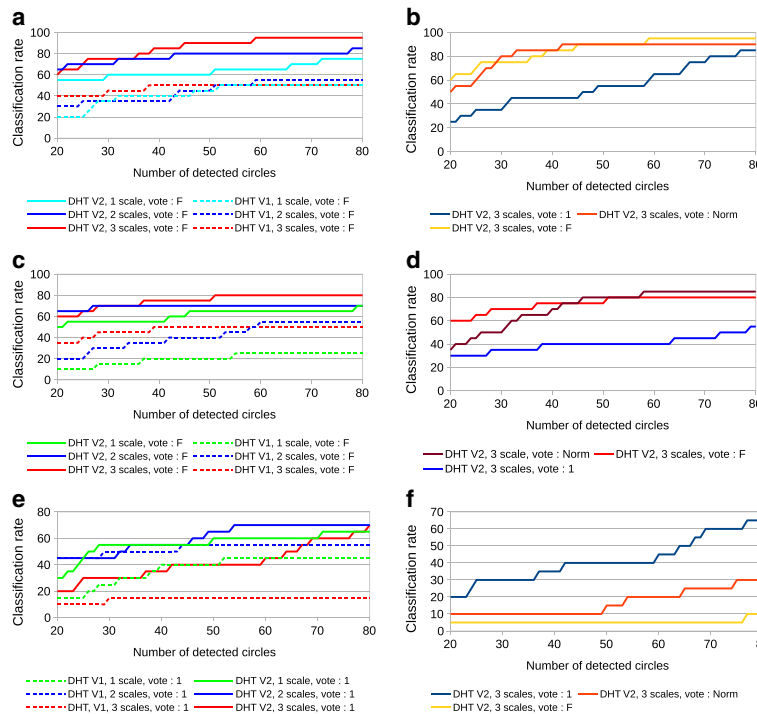 a
Classification rate
100
80
60
40
20
0
20 30 40 50 60 70 80
Number of detected circles
DHT V2, 1 scale, vote : F DHT V1, 1 scale, vote : F
DHT V2, 2 scales, vote : F DHT V1, 2 scales, vote : F
DHT V2, 3 scales, vote : F DHT V1, 3 scales, vote : F
b
Classification rate
100
80
60
40
20
0
20 30 40 50 60 70 80
Number of detected circles
DHT V2, 3 scales, vote : 1 DHT V2, 3 scales, vote : Norm
DHT V2, 3 scales, vote : F
c
Classification rate
100
80
60
40
20
0
20 30 40 50 60 70 80
Number of detected circles
DHT V2, 1 scale, vote : F DHT V1, 1 scale, vote : F
DHT V2, 2 scales, vote : F DHT V1, 2 scales, vote : F
DHT V2, 3 scales, vote : F DHT V1, 3 scales, vote : F
d
Classification rate
100
80
60
40
20
0
20 30 40 50 60 70 80
Number of detected circles
DHT V2, 3 scale, vote : Norm DHT V2, 3 scales, vote : F
DHT V2, 3 scales, vote : 1
e
Classification rate
80
60
40
20
0
20 30 40 50 60 70 80
Number of detected circles
DHT V1, 1 scale, vote : 1 DHT V2, 1 scale, vote : 1
DHT V1, 2 scales, vote : 1 DHT V2, 2 scales, vote : 1
DHT, V1, 3 scales, vote : 1 DHT V2, 3 scales, vote : 1
f
Classification rate
70
60
50
40
30
20
10
0
20 30 40 50 60 70 80
Number of detected circles
DHT V2, 3 scales, vote : 1 DHT V2, 3 scales, vote : Norm
DHT V2, 3 scales, vote : F